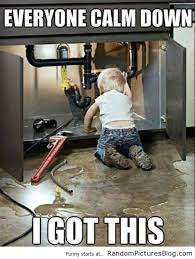 EVERYONE CALM DOWN
I GOT THIS
Funny starts at... RandomPicturesBlog.com